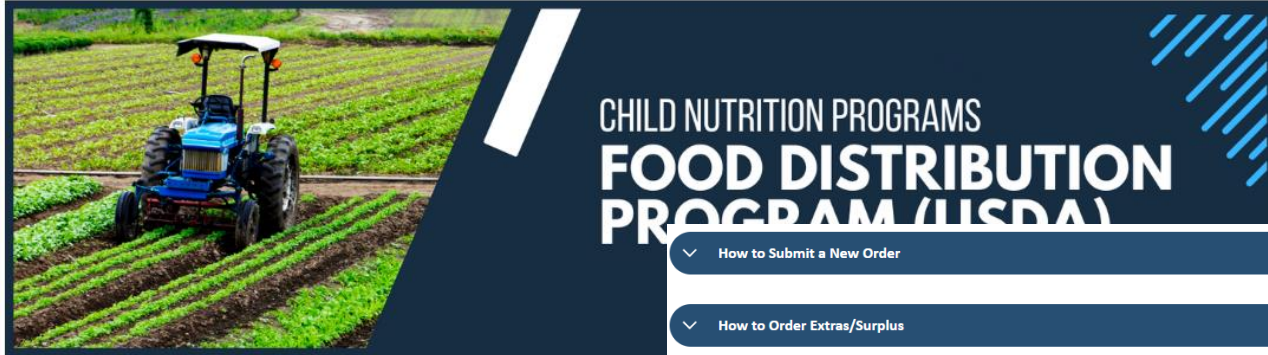 CHILD NUTRITION PROGRAMS
FOOD DISTRIBUTION
PROGRAM (USDA)
How to Submit a New Order
How to Order Extras/Surplus